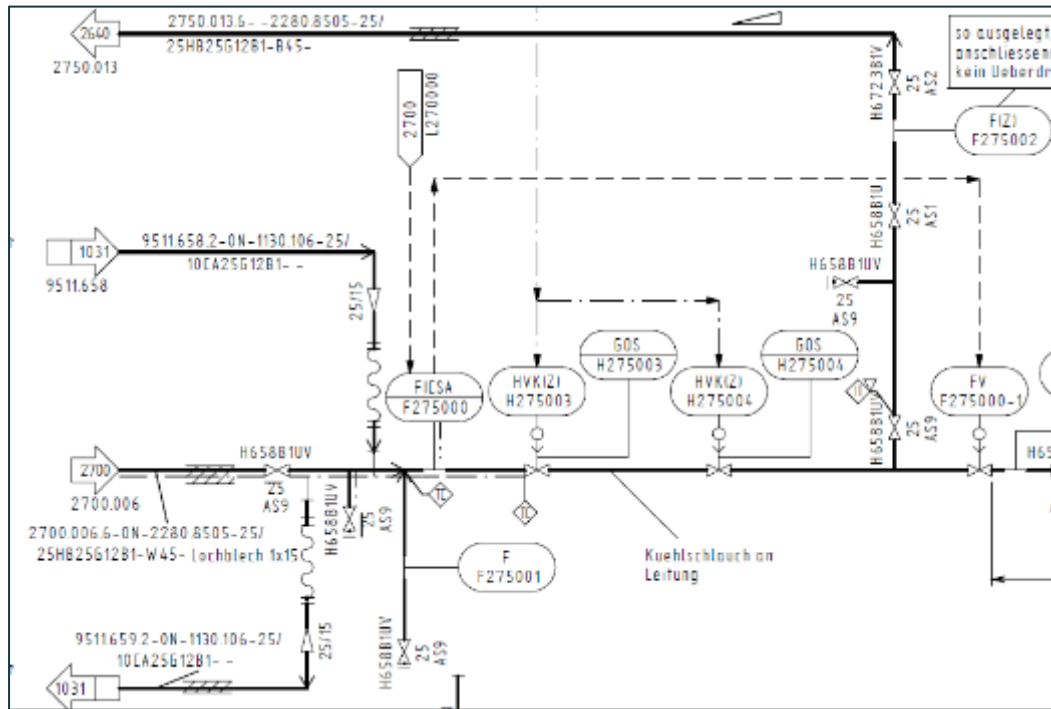 2640
2750.013.6- -2280.8505-25/
25HB25G12B1-B45-
2750.013
so ausgelegt,
kein Ueberdr
H672.3B1V
25
AS2
F(Z)
F275002
2700
L270000
H658B1U
25
AS1
1031
9511.658.2-0N-1130.106-25/
10CA25G12B1- -
9511.658
25/15
H658B1UV
25
AS9
GOS
H275003
GOS
H275004
FICSA
F275000
HVK(Z)
H275003
HVK(Z)
H275004
FV
F275000-1
H658B1UV
25
AS9
2700
2700.006
H658B1UV
25
AS9
TC
TC
H658B1UV
25
AS9
2700.006.6-0N-2280.8505-25/
25HB25G12B1-W45- Lochblech 1x15
F
F275001
Kuehlschlauch an
Leitung
H658B1UV
25
AS9
9511.659.2-0N-1130.106-25/
10CA25G12B1- -
25/15
1031